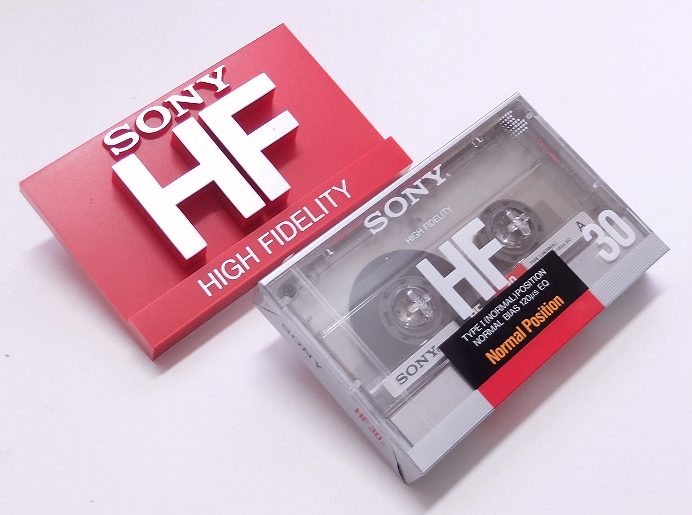 SONY
HF
HIGH FIDELITY
SONY
HIGH FIDELITY
HF
A
30
TYPE I (NORMAL) POSITION
NORMAL BIAS 120μs EQ
Normal Position
SONY
SONY
HF 30A